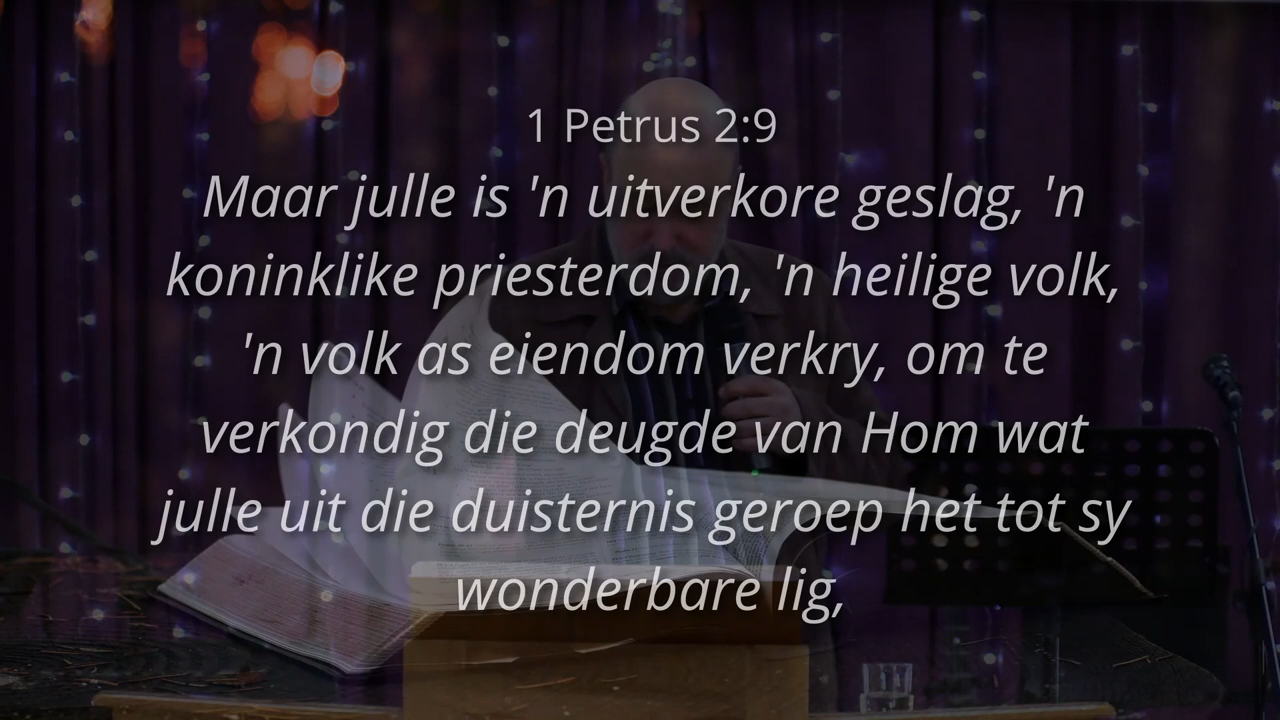 1 Petrus 2:9
Maar julle is 'n uitverkore geslag, 'n
koninklike priesterdom, 'n heilige volk,
'n volk as eiendom verkry, om te
verkondig die deugde van Hom wat
julle uit die duisternis geroep het tot sy
wonderbare lig,